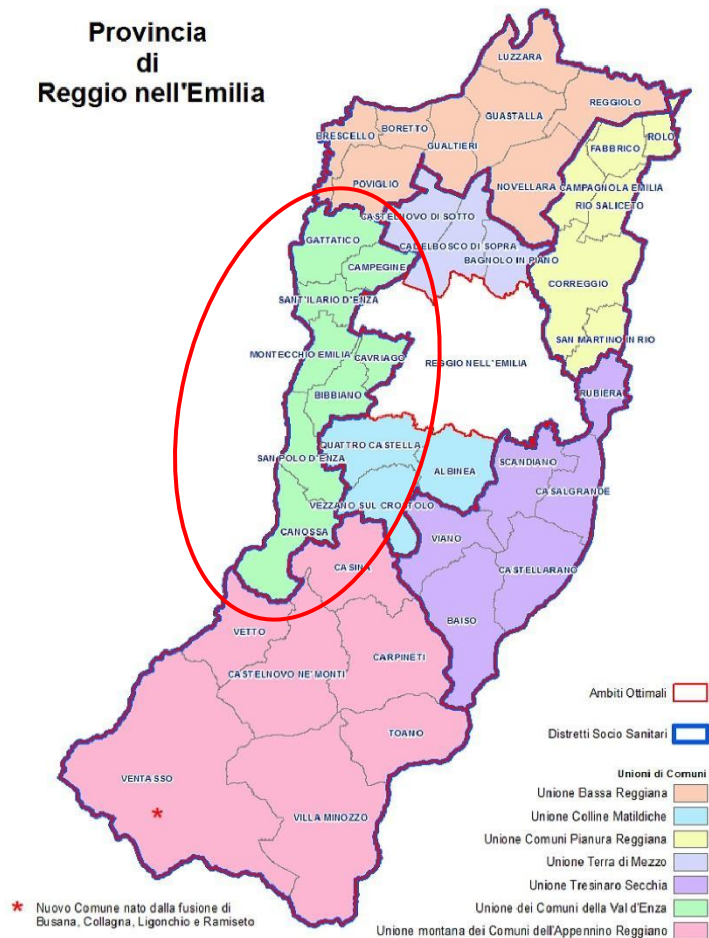 Provincia
di
Reggio nell'Emilia
LUZZARA
REGGIOLO
GUASTALLA
BORETTO
BRESCELLO
GUALTIERI
ROLO
FABBRICO
POVIGLIO
NOVELLARA
CAMPAGNOLA EMILIA
RIO SALICETO
CASTELNOVO DI SOTTO
GATTATICO
CADELBOSCO DI SOPRA
BAGNOLO IN PIANO
CAMPEGINE
CORREGGIO
SANT'ILARIO D'ENZA
SAN MARTINO IN RIO
MONTECCHIO EMILIA
CAVRIAGO
REGGIO NELL'EMILIA
RUBIERA
BIBBIANO
QUATTRO CASTELLA
SAN POLO D'ENZA
ALBINEA
SCANDIANO
CASALGRANDE
VEZZANO SUL CROSTOLO
CANOSSA
VIANO
CASINA
CASTELLARANO
BAISO
VETTO
CARPINETI
CASTELNOVO NE'MONTI
TOANO
VENTASSO
*
VILLA MINOZZO
Ambiti Ottimali
Distretti Socio Sanitari
Unioni di Comuni
Unione Bassa Reggiana
Unione Colline Matildiche
Unione Comuni Pianura Reggiana
Unione Terra di Mezzo
Unione Tresinaro Secchia
Unione dei Comuni della Val d'Enza
Unione montana dei Comuni dell'Appennino Reggiano
* Nuovo Comune nato dalla fusione di
Busana, Collagna, Ligonchio e Ramiseto